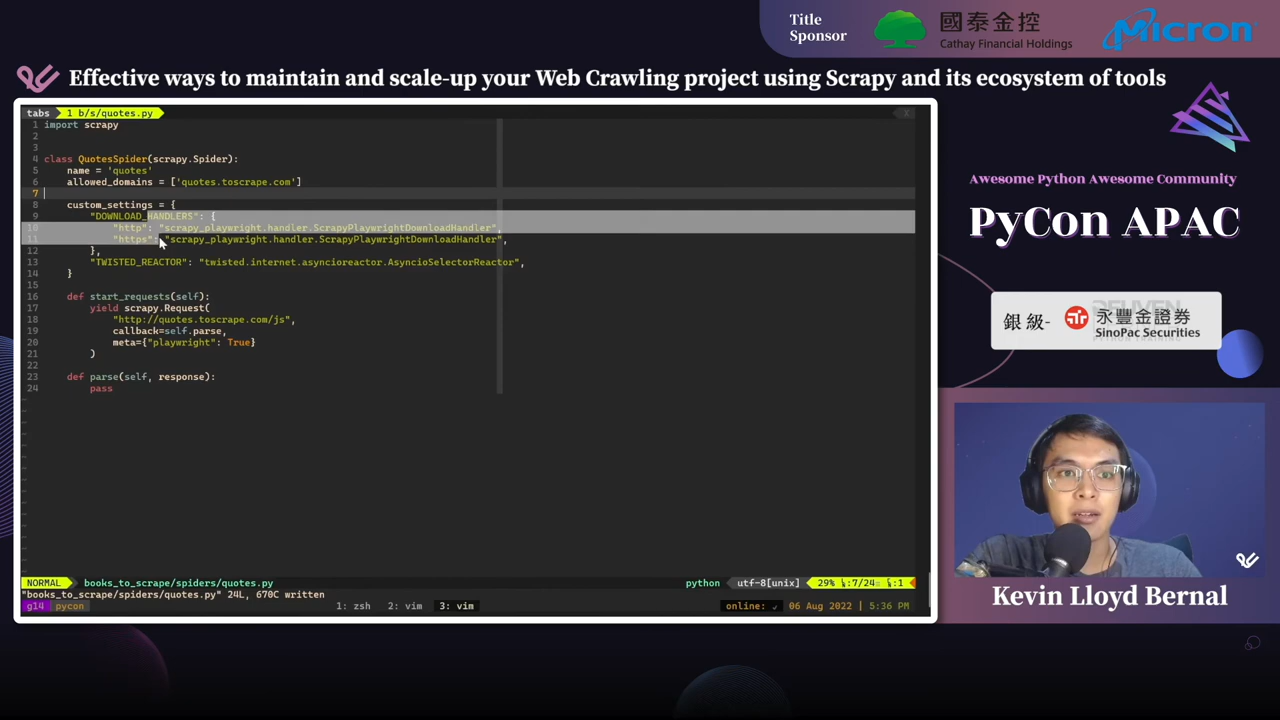 Title
Sponsor
國泰金控
Cathay Financial Holdings
Micron
Effective ways to maintain and scale-up your Web Crawling project using Scrapy and its ecosystem of tools
tabs 1 b/s/quotes.py X
1 import scrapy
2
3
4 class QuotesSpider(scrapy.Spider):
5 name = 'quotes'
6 allowed_domains = ['quotes.toscrape.com']
7
8 custom_settings = {
9 "DOWNLOAD_HANDLERS": {
10 "http": "scrapy_playwright.handler.ScrapyPlaywrightDownloadHandler",
11 "https": "scrapy_playwright.handler.ScrapyPlaywrightDownloadHandler",
12 },
13 "TWISTED_REACTOR": "twisted.internet.asyncioreactor.AsyncioSelectorReactor",
14 }
15
16 def start_requests(self):
17 yield scrapy.Request(
18 "http://quotes.toscrape.com/js",
19 callback=self.parse,
20 meta={"playwright": True}
21 )
22
23 def parse(self, response):
24 pass
NORMAL books_to_scrape/spiders/quotes.py python utf-8[unix] 29% :7/24 :1
"books_to_scrape/spiders/quotes.py" 24L, 670C written
g14 pycon 1: zsh 2: vim 3: vim online: ✓ 06 Aug 2022 | 5:36 PM
Awesome Python Awesome Community
PyCon APAC
銀級-
永豐金證券
SinoPac Securities
Kevin Lloyd Bernal